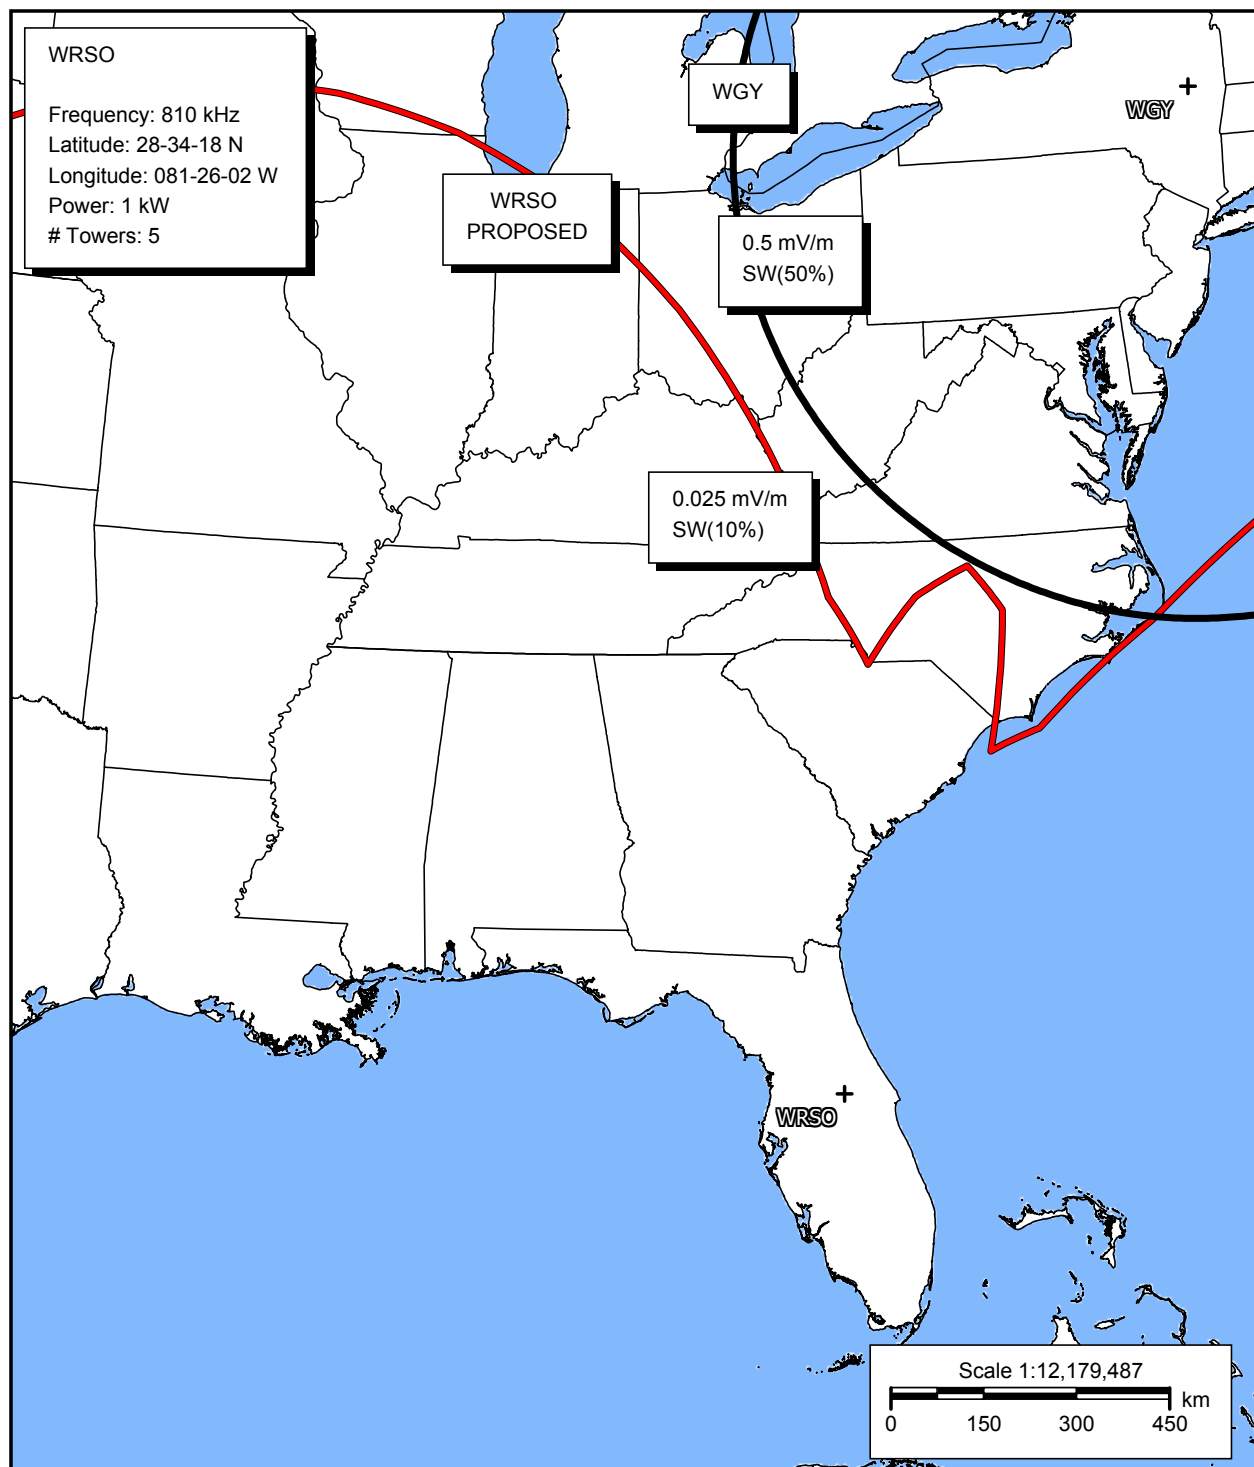 WRSO
Frequency: 810 kHz
Latitude: 28-34-18 N
Longitude: 081-26-02 W
Power: 1 kW
# Towers: 5
WGY
WGY
WRSO
PROPOSED
0.5 mV/m
SW(50%)
0.025 mV/m
SW(10%)
WRSO
Scale 1:12,179,487
km
0 150 300 450